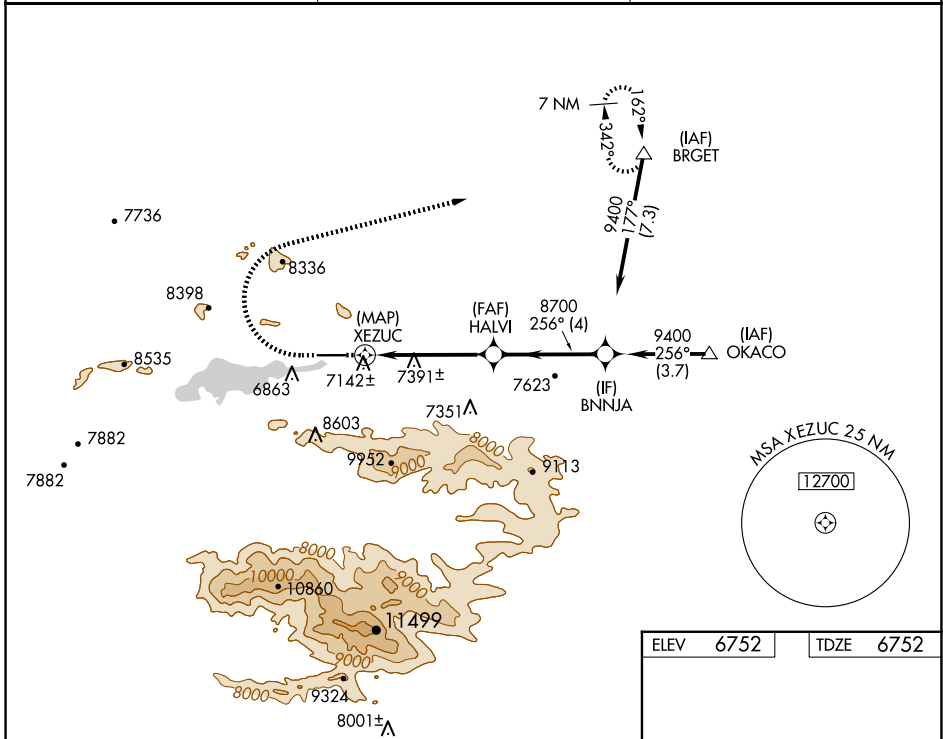 7 NM
162°
342°
(IAF)
BRGET
9400
177°
(7.3)
7736
8336
8398
(MAP)
XEZUC
(FAF)
HALVI
8700
256° (4)
9400
256°
(3.7)
(IAF)
OKACO
8535
6863
7142±
7391±
7623
(IF)
BNNJA
7351
8603
8000
7882
9952
9000
9113
7882
MSA XEZUC 25 NM
12700
8000
10000
10860
9000
11499
9000
9324
8000
8001±
ELEV 6752
TDZE 6752